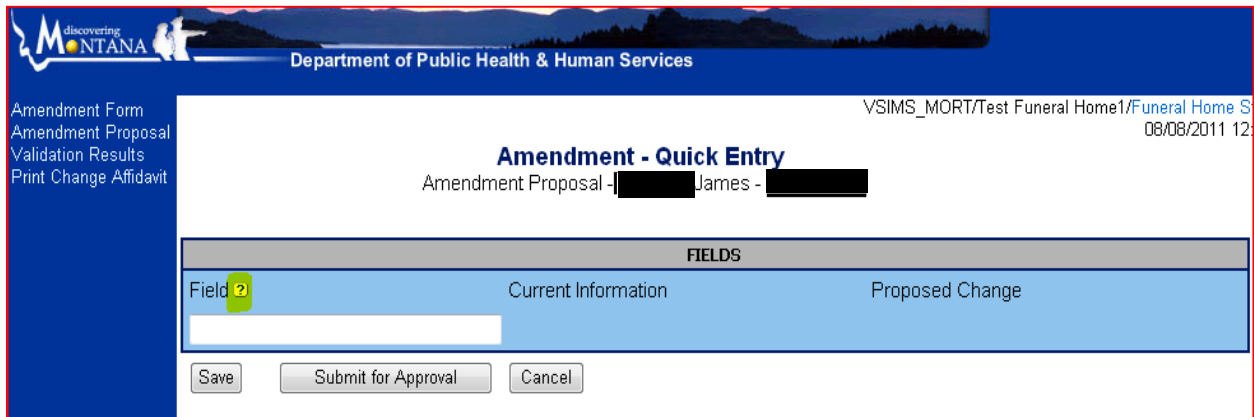 discovering
MONTANA
Department of Public Health & Human Services
Amendment Form
Amendment Proposal
Validation Results
Print Change Affidavit
VSIMS_MORT/Test Funeral Home1/Funeral Home S
08/08/2011 12:
Amendment - Quick Entry
Amendment Proposal - James -
FIELDS
Field ? Current Information Proposed Change
Save Submit for Approval Cancel